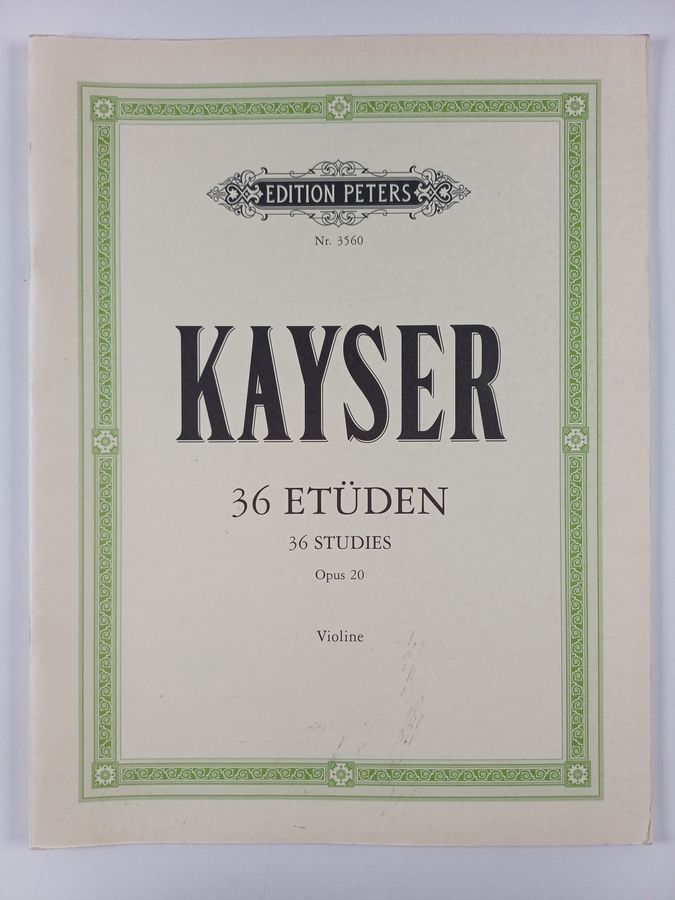 EDITION PETERS
Nr. 3560
KAYSER
36 ETÜDEN
36 STUDIES
Opus 20
Violine